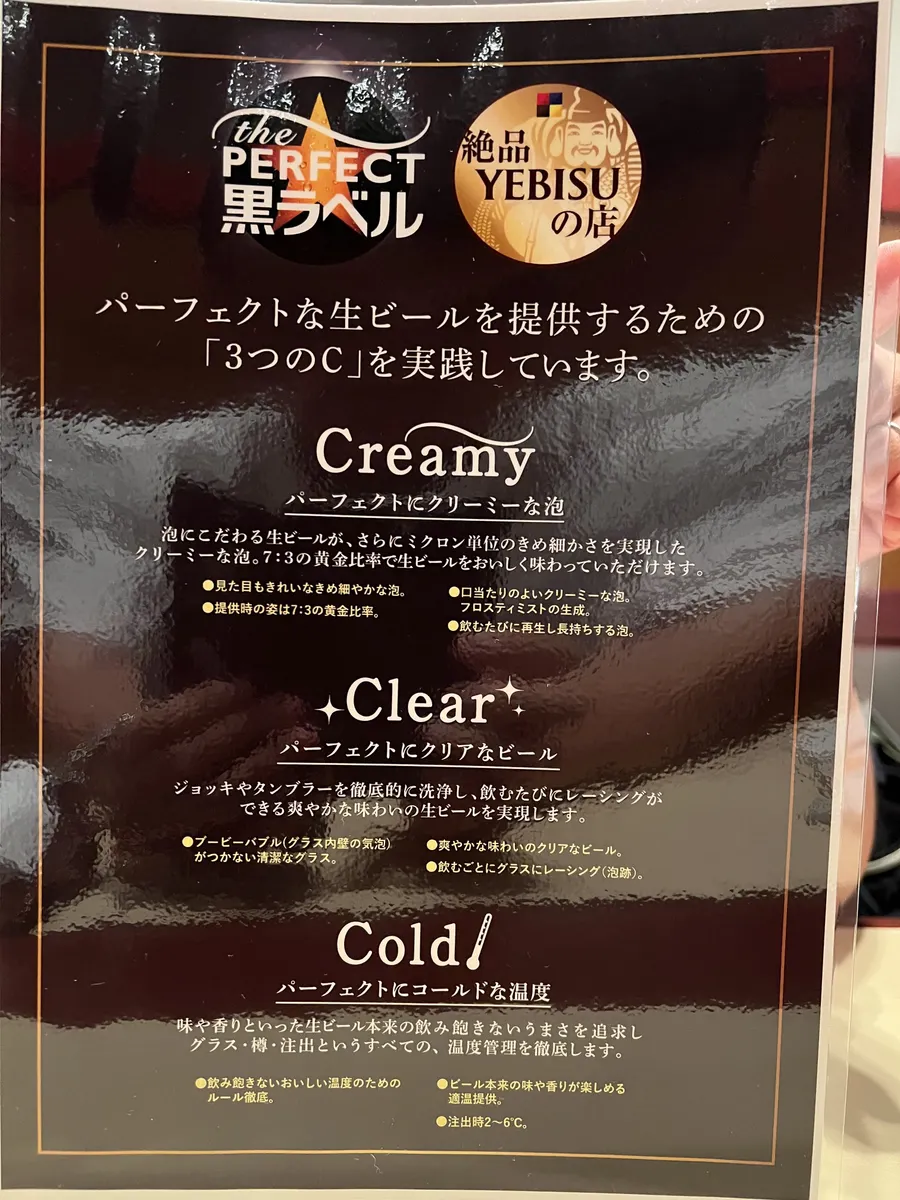 the
PERFECT
黒ラベル
絶品
YEBISU
の店
パーフェクトな生ビールを提供するための
「3つのC」を実践しています。
Creamy
パーフェクトにクリーミーな泡
泡にこだわる生ビールが、さらにミクロン単位のきめ細かさを実現した
クリーミーな泡。7:3の黄金比率で生ビールをおいしく味わっていただけます。
●見た目もきれいなきめ細やかな泡。
●提供時の姿は7:3の黄金比率。
●口当たりのよいクリーミーな泡。
フロスティミストの生成。
●飲むたびに再生し長持ちする泡。
Clear
パーフェクトにクリアなビール
ジョッキやタンブラーを徹底的に洗浄し、飲むたびにレーシングが
できる爽やかな味わいの生ビールを実現します。
●ブービーバブル(グラス内壁の気泡)
がつかない清潔なグラス。
●爽やかな味わいのクリアなビール。
●飲むごとにグラスにレーシング(泡跡)。
Cold
パーフェクトにコールドな温度
味や香りといった生ビール本来の飲み飽きないうまさを追求し
グラス・樽・注出というすべての、温度管理を徹底します。
●飲み飽きないおいしい温度のための
ルール徹底。
●ビール本来の味や香りが楽しめる
適温提供。
●注出時2~6℃。